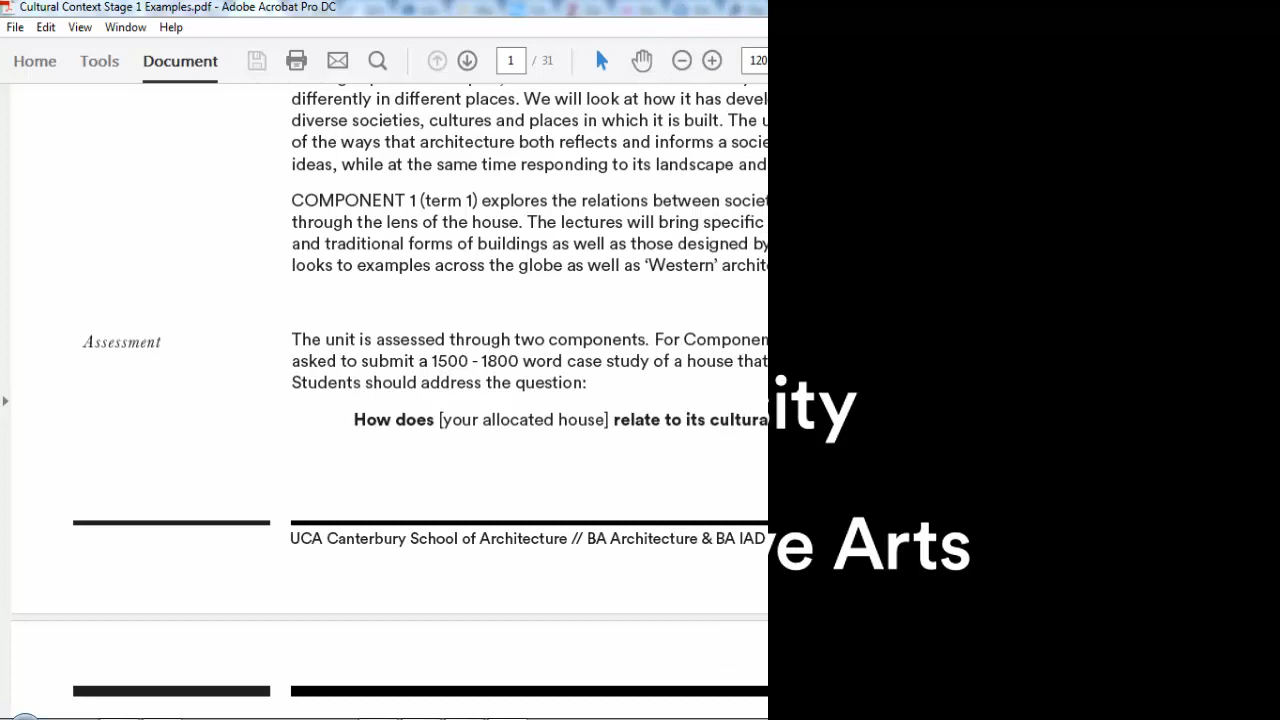 Cultural Context Stage 1 Examples.pdf - Adobe Acrobat Pro DC
File Edit View Window Help
Home Tools Document 1 / 31 120
differently in different places. We will look at how it has devel
diverse societies, cultures and places in which it is built. The u
of the ways that architecture both reflects and informs a socie
ideas, while at the same time responding to its landscape and
COMPONENT 1 (term 1) explores the relations between societ
through the lens of the house. The lectures will bring specific
and traditional forms of buildings as well as those designed by
looks to examples across the globe as well as ‘Western’ archit
Assessment
The unit is assessed through two components. For Componen
asked to submit a 1500 - 1800 word case study of a house that
Students should address the question:
How does [your allocated house] relate to its cultura
ity
ve Arts
UCA Canterbury School of Architecture // BA Architecture & BA IAD